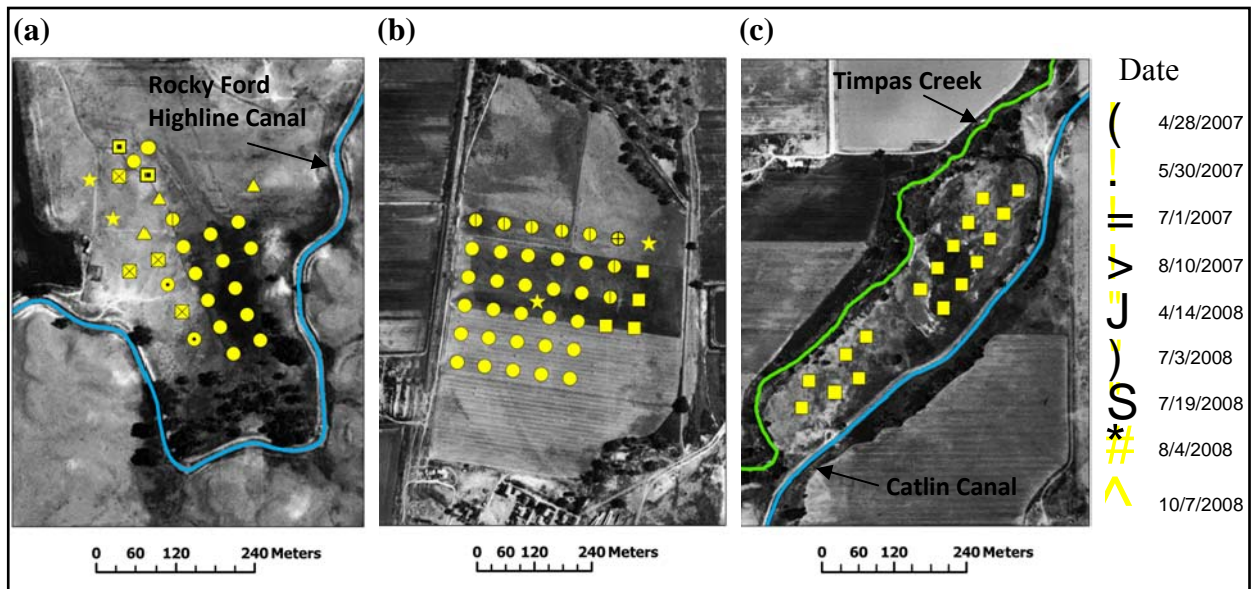 (a)
(b)
(c)
Rocky Ford
Highline Canal
Timpas Creek
Catlin Canal
Date
( 4/28/2007
! . 5/30/2007
! = 7/1/2007
! > 8/10/2007
" J 4/14/2008
! ) 7/3/2008
S 7/19/2008
* # 8/4/2008
^ 10/7/2008
0 60 120 240 Meters
0 60 120 240 Meters
0 60 120 240 Meters